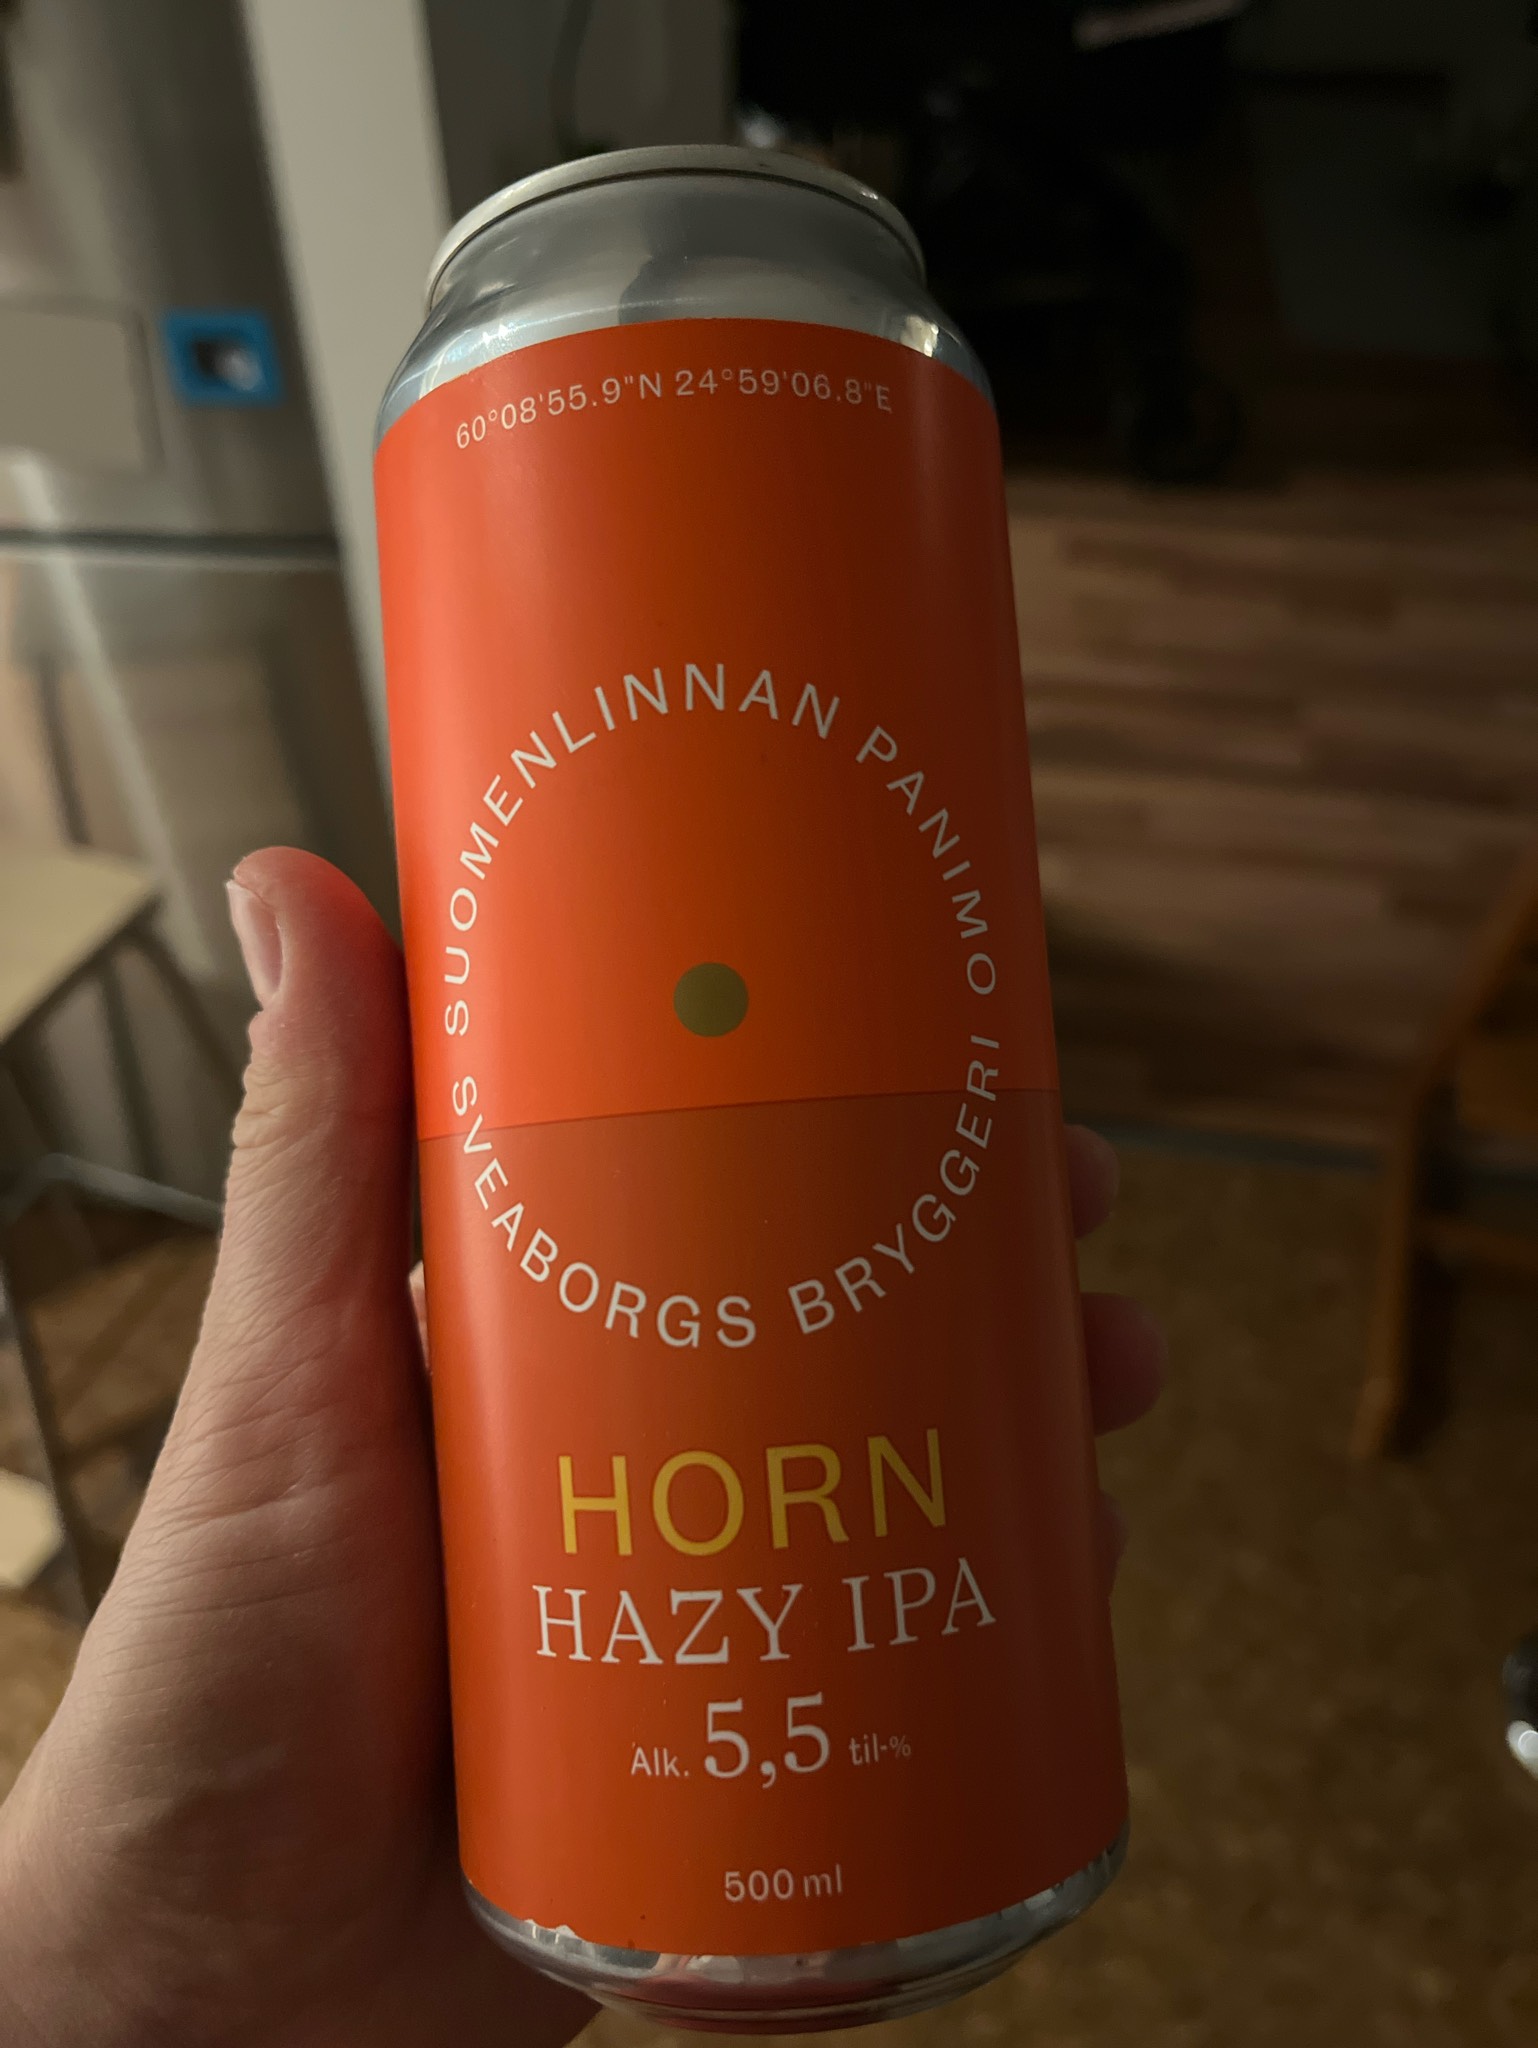 60°08'55.9"N 24°59'06.8"E
SUOMENLINNAN PANIMO
SVEABORGS BRYGGERI
HORN
HAZY IPA
Alk. 5,5 til-%
500 ml